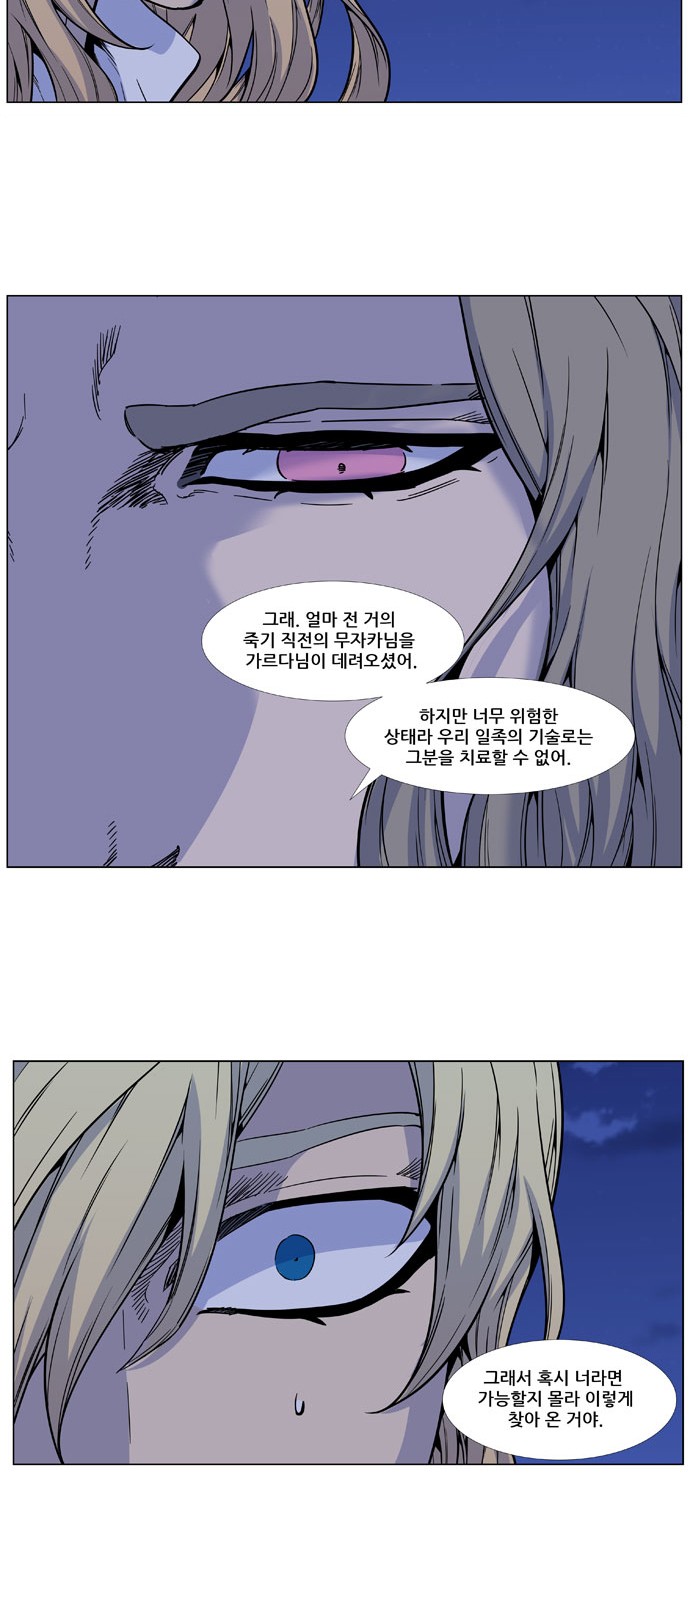 그래. 얼마 전 거의
죽기 직전의 무자카님을
가르다님이 데려오셨어.
하지만 너무 위험한
상태라 우리 일족의 기술로는
그분을 치료할 수 없어.
그래서 혹시 너라면
가능할지 몰라 이렇게
찾아 온 거야.